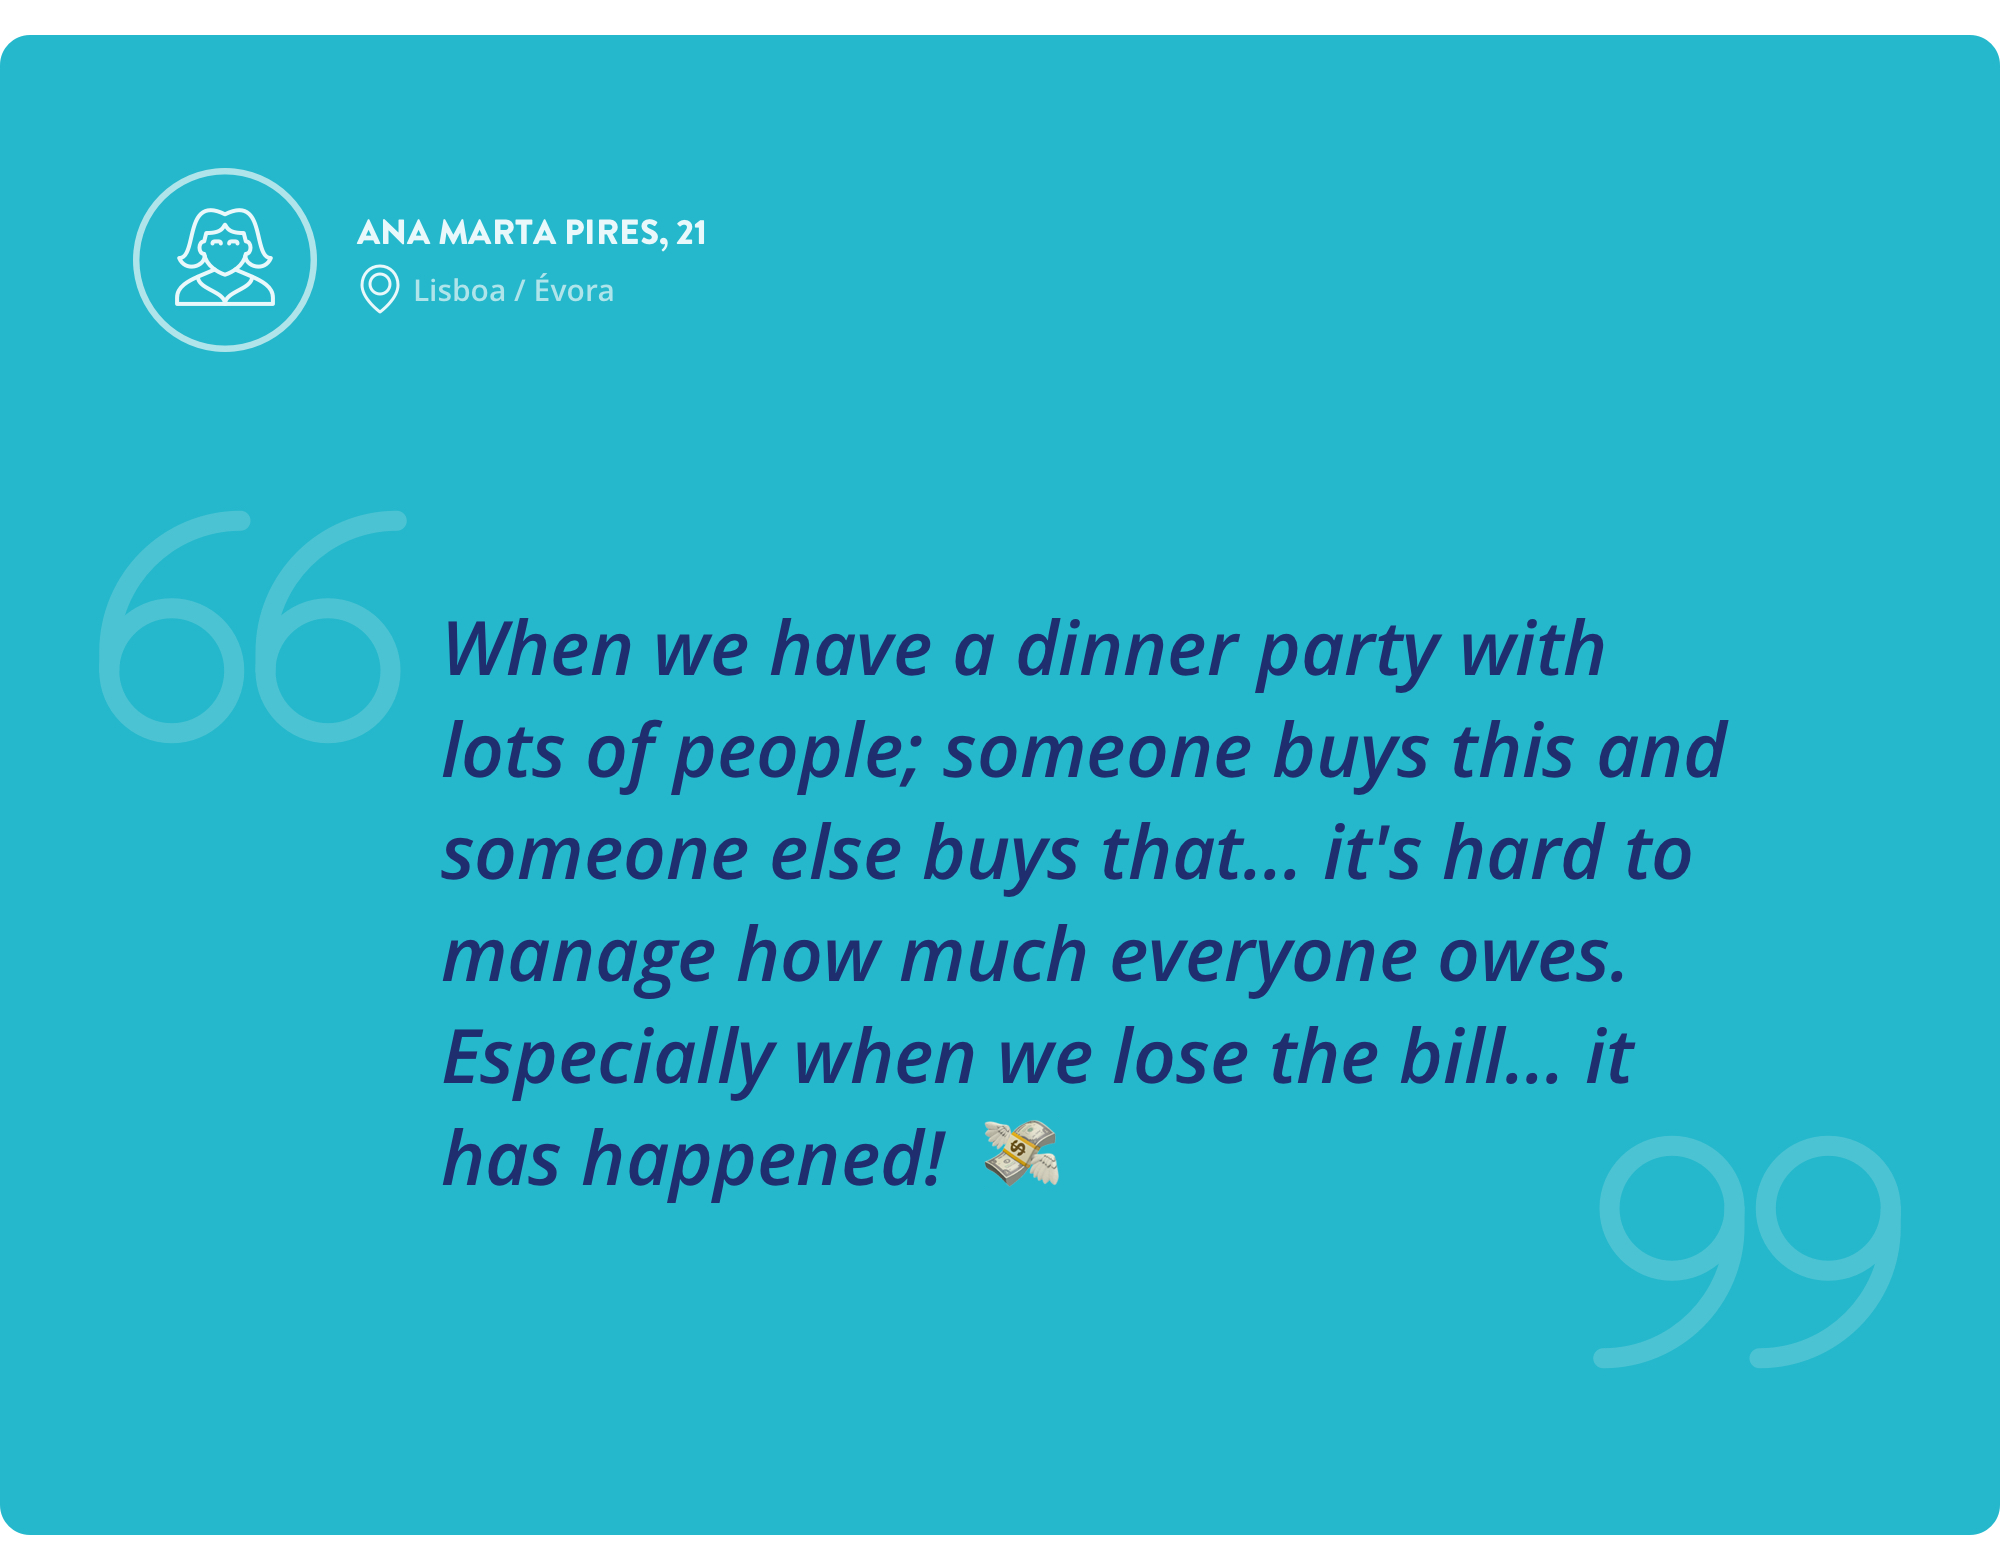 ANA MARTA PIRES, 21
Lisboa / Évora
When we have a dinner party with
lots of people; someone buys this and
someone else buys that... it's hard to
manage how much everyone owes.
Especially when we lose the bill... it
has happened! 💸